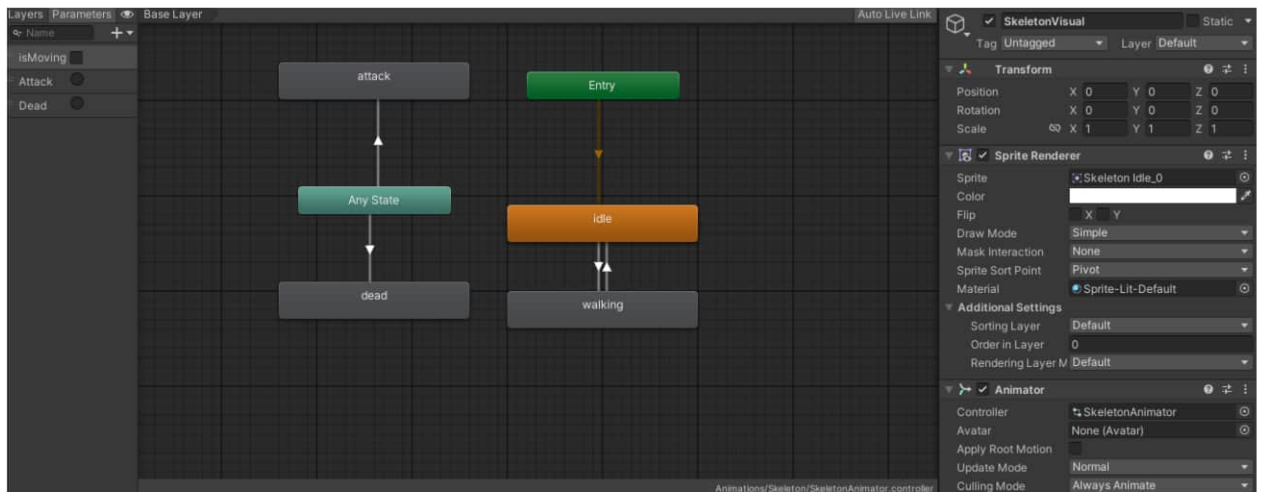 Layers Parameters Base Layer Auto Live Link
Name
isMoving
Attack
Dead
attack
Entry
Any State
idle
dead
walking
Animations/Skeleton/SkeletonAnimator.controller
SkeletonVisual Static
Tag Untagged Layer Default
Transform
Position X 0 Y 0 Z 0
Rotation X 0 Y 0 Z 0
Scale X 1 Y 1 Z 1
Sprite Renderer
Sprite Skeleton Idle_0
Color
Flip X Y
Draw Mode Simple
Mask Interaction None
Sprite Sort Point Pivot
Material Sprite-Lit-Default
Additional Settings
Sorting Layer Default
Order in Layer 0
Rendering Layer M Default
Animator
Controller SkeletonAnimator
Avatar None (Avatar)
Apply Root Motion
Update Mode Normal
Culling Mode Always Animate